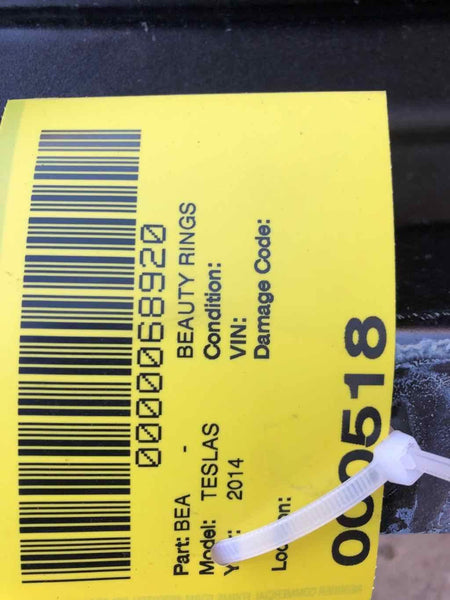 0000068920
Part: BEA - BEAUTY RINGS
Model: TESLAS Condition:
2014 VIN:
Damage Code:
000518